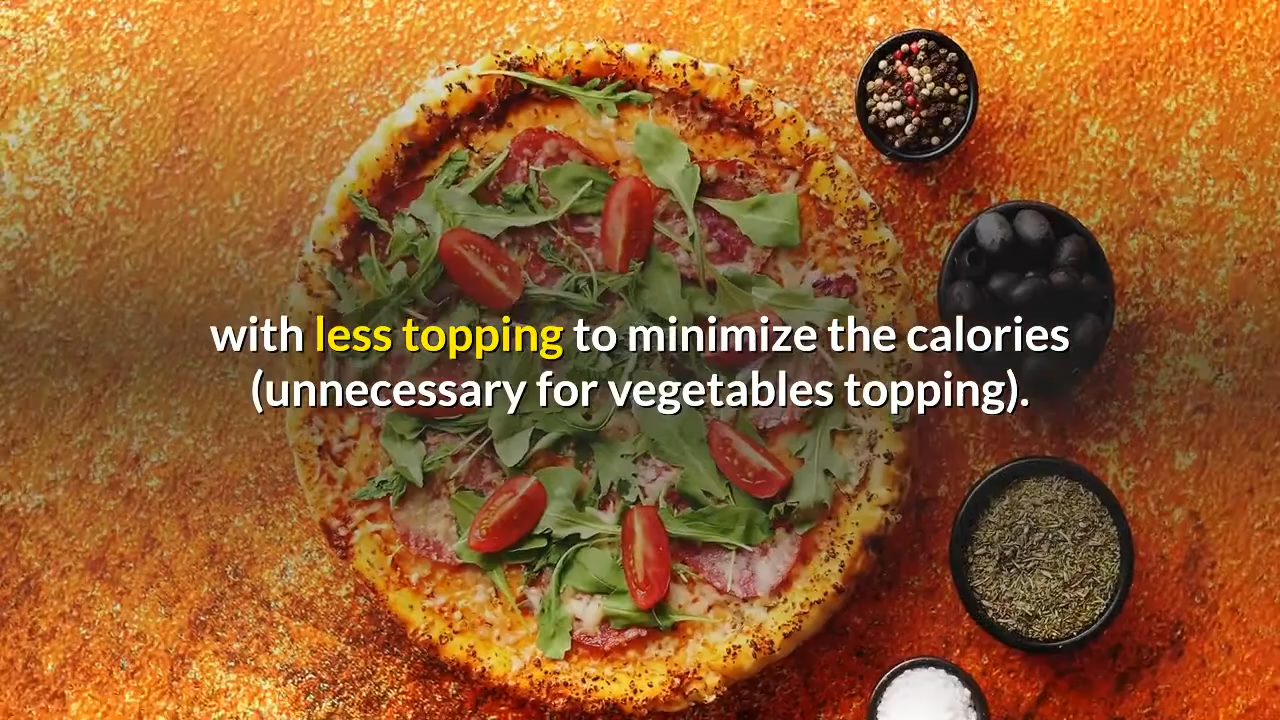 with less topping to minimize the calories
(unnecessary for vegetables topping).